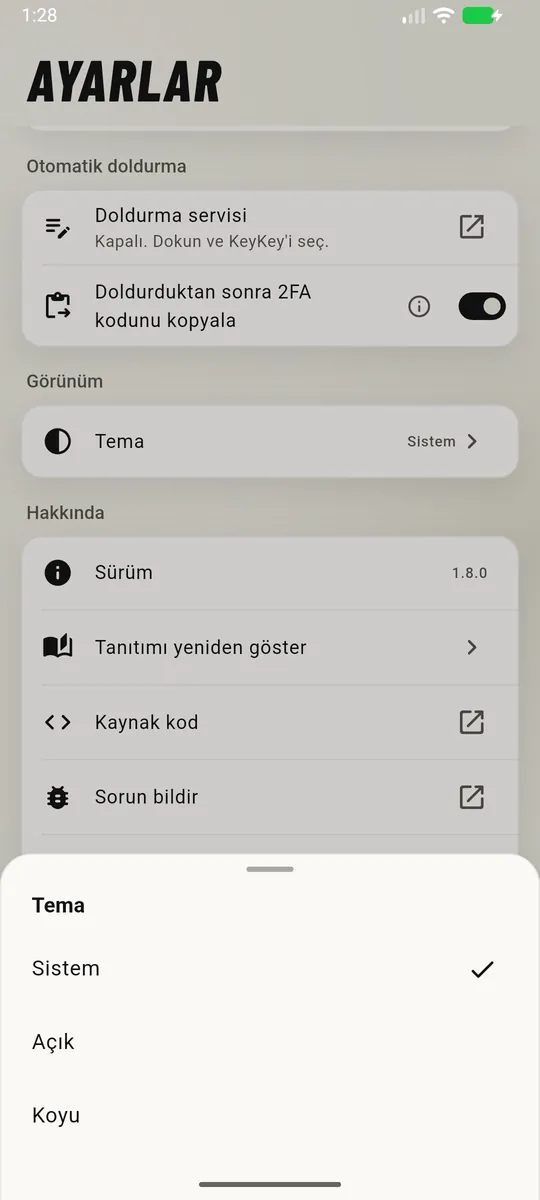 1:28
AYARLAR
Otomatik doldurma
Doldurma servisi
Kapalı. Dokun ve KeyKey'i seç.
Doldurduktan sonra 2FA
kodunu kopyala
Görünüm
Tema
Sistem
Hakkında
Sürüm
1.8.0
Tanıtımı yeniden göster
Kaynak kod
Sorun bildir
Tema
Sistem
Açık
Koyu